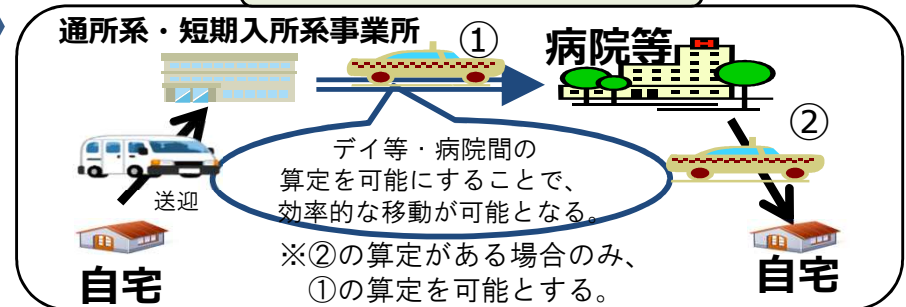 通所系・短期入所系事業所
①
病院等
H
②
デイ等・病院間の
算定を可能にすることで、
効率的な移動が可能となる。
送迎
※②の算定がある場合のみ、
①の算定を可能とする。
自宅
自宅